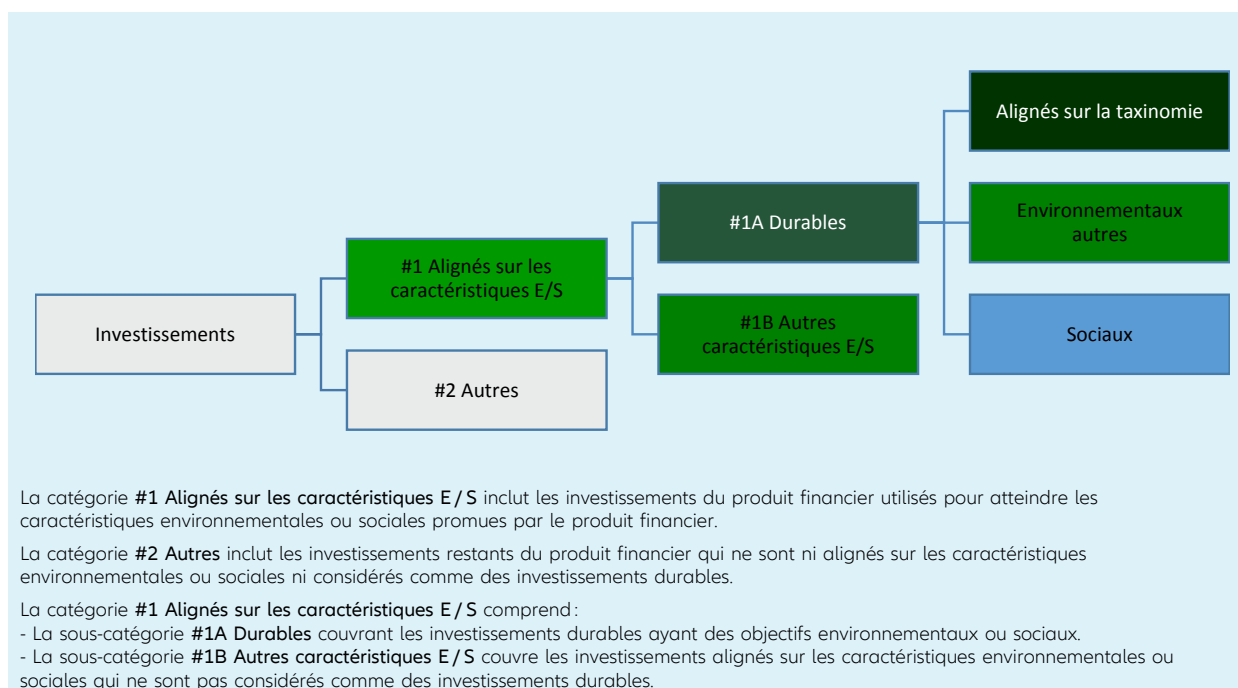 Alignés sur la taxinomie
#1A Durables
Environnementaux
autres
#1 Alignés sur les
caractéristiques E/S
Investissements
#1B Autres
caractéristiques E/S
Sociaux
#2 Autres
La catégorie #1 Alignés sur les caractéristiques E / S inclut les investissements du produit financier utilisés pour atteindre les
caractéristiques environnementales ou sociales promues par le produit financier.
La catégorie #2 Autres inclut les investissements restants du produit financier qui ne sont ni alignés sur les caractéristiques
environnementales ou sociales ni considérés comme des investissements durables.
La catégorie #1 Alignés sur les caractéristiques E / S comprend :
- La sous-catégorie #1A Durables couvrant les investissements durables ayant des objectifs environnementaux ou sociaux.
- La sous-catégorie #1B Autres caractéristiques E / S couvre les investissements alignés sur les caractéristiques environnementales ou
sociales qui ne sont pas considérés comme des investissements durables.